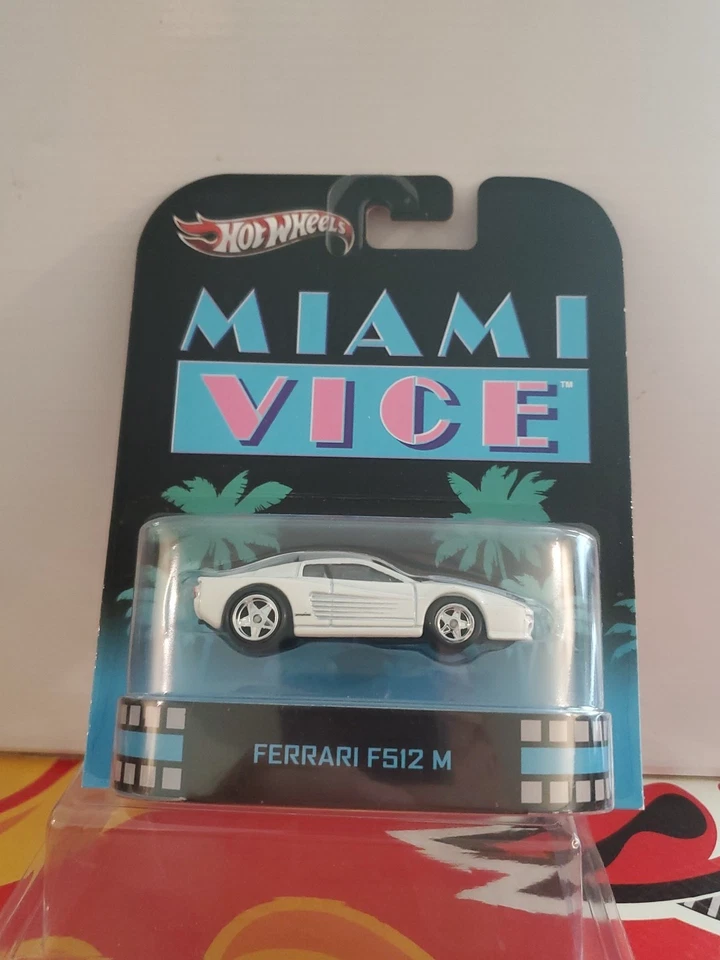 HOT WHEELS
MIAMI
VICE™
FERRARI F512 M